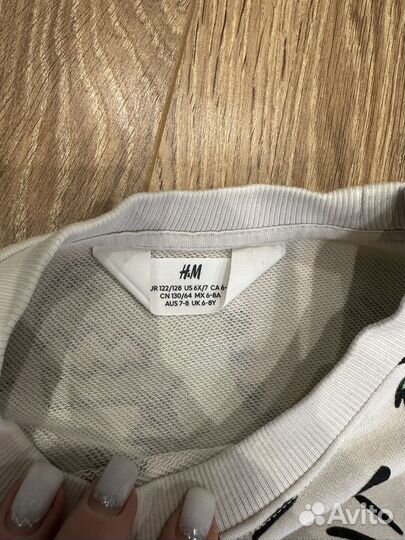 H&M
UR 122/128 US 6X/7 CA 6-
CN 130/64 MX 6-8A
AUS 7-8 UK 6-8Y
Avito